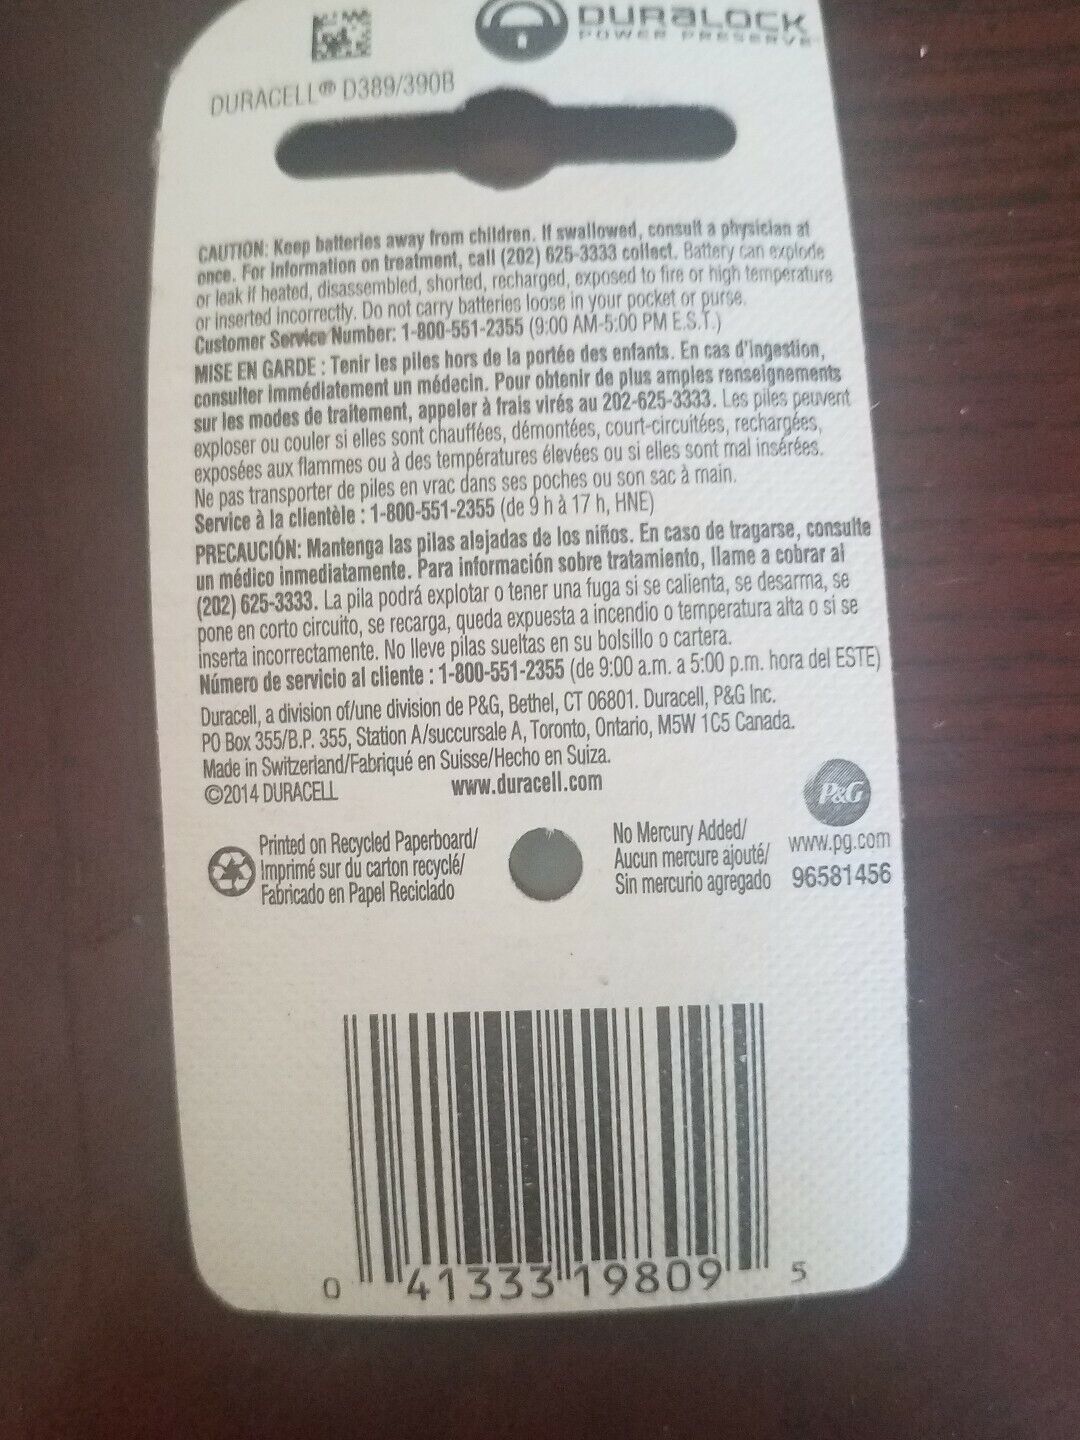 DURALOCK
POWER PRESERVE
DURACELL® D389/390B
CAUTION: Keep batteries away from children. If swallowed, consult a physician at
once. For information on treatment, call (202) 625-3333 collect. Battery can explode
or leak if heated, disassembled, shorted, recharged, exposed to fire or high temperature
or inserted incorrectly. Do not carry batteries loose in your pocket or purse.
Customer Service Number: 1-800-551-2355 (9:00 AM-5:00 PM E.S.T.)
MISE EN GARDE : Tenir les piles hors de la portée des enfants. En cas d'ingestion,
consulter immédiatement un médecin. Pour obtenir de plus amples renseignements
sur les modes de traitement, appeler à frais virés au 202-625-3333. Les piles peuvent
exploser ou couler si elles sont chauffées, démontées, court-circuitées, rechargées,
exposées aux flammes ou à des températures élevées ou si elles sont mal insérées.
Ne pas transporter de piles en vrac dans ses poches ou son sac à main.
Service à la clientèle : 1-800-551-2355 (de 9 h à 17 h, HNE)
PRECAUCIÓN: Mantenga las pilas alejadas de los niños. En caso de tragarse, consulte
un médico inmediatamente. Para información sobre tratamiento, llame a cobrar al
(202) 625-3333. La pila podrá explotar o tener una fuga si se calienta, se desarma, se
pone en corto circuito, se recarga, queda expuesta a incendio o temperatura alta o si se
inserta incorrectamente. No lleve pilas sueltas en su bolsillo o cartera.
Número de servicio al cliente : 1-800-551-2355 (de 9:00 a.m. a 5:00 p.m. hora del ESTE)
Duracell, a division of/une division de P&G, Bethel, CT 06801. Duracell, P&G Inc.
PO Box 355/B.P. 355, Station A/succursale A, Toronto, Ontario, M5W 1C5 Canada.
Made in Switzerland/Fabriqué en Suisse/Hecho en Suiza.
©2014 DURACELL www.duracell.com
P&G
www.pg.com
96581456
Printed on Recycled Paperboard/
Imprimé sur du carton recyclé/
Fabricado en Papel Reciclado
No Mercury Added/
Aucun mercure ajouté/
Sin mercurio agregado
0 41333 19809 5